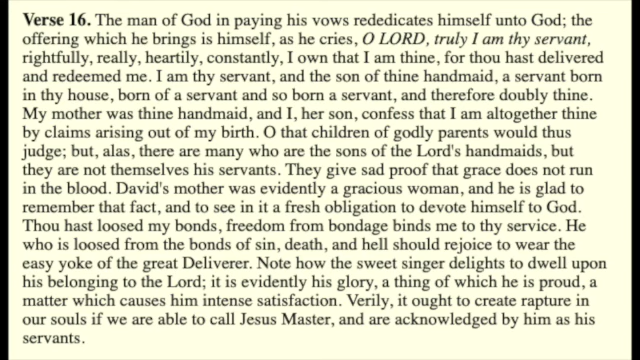 Verse 16. The man of God in paying his vows rededicates himself unto God; the
offering which he brings is himself, as he cries, O LORD, truly I am thy servant,
rightfully, really, heartily, constantly, I own that I am thine, for thou hast delivered
and redeemed me. I am thy servant, and the son of thine handmaid, a servant born
in thy house, born of a servant and so born a servant, and therefore doubly thine.
My mother was thine handmaid, and I, her son, confess that I am altogether thine
by claims arising out of my birth. O that children of godly parents would thus
judge; but, alas, there are many who are the sons of the Lord's handmaids, but
they are not themselves his servants. They give sad proof that grace does not run
in the blood. David's mother was evidently a gracious woman, and he is glad to
remember that fact, and to see in it a fresh obligation to devote himself to God.
Thou hast loosed my bonds, freedom from bondage binds me to thy service. He
who is loosed from the bonds of sin, death, and hell should rejoice to wear the
easy yoke of the great Deliverer. Note how the sweet singer delights to dwell upon
his belonging to the Lord; it is evidently his glory, a thing of which he is proud, a
matter which causes him intense satisfaction. Verily, it ought to create rapture in
our souls if we are able to call Jesus Master, and are acknowledged by him as his
servants.